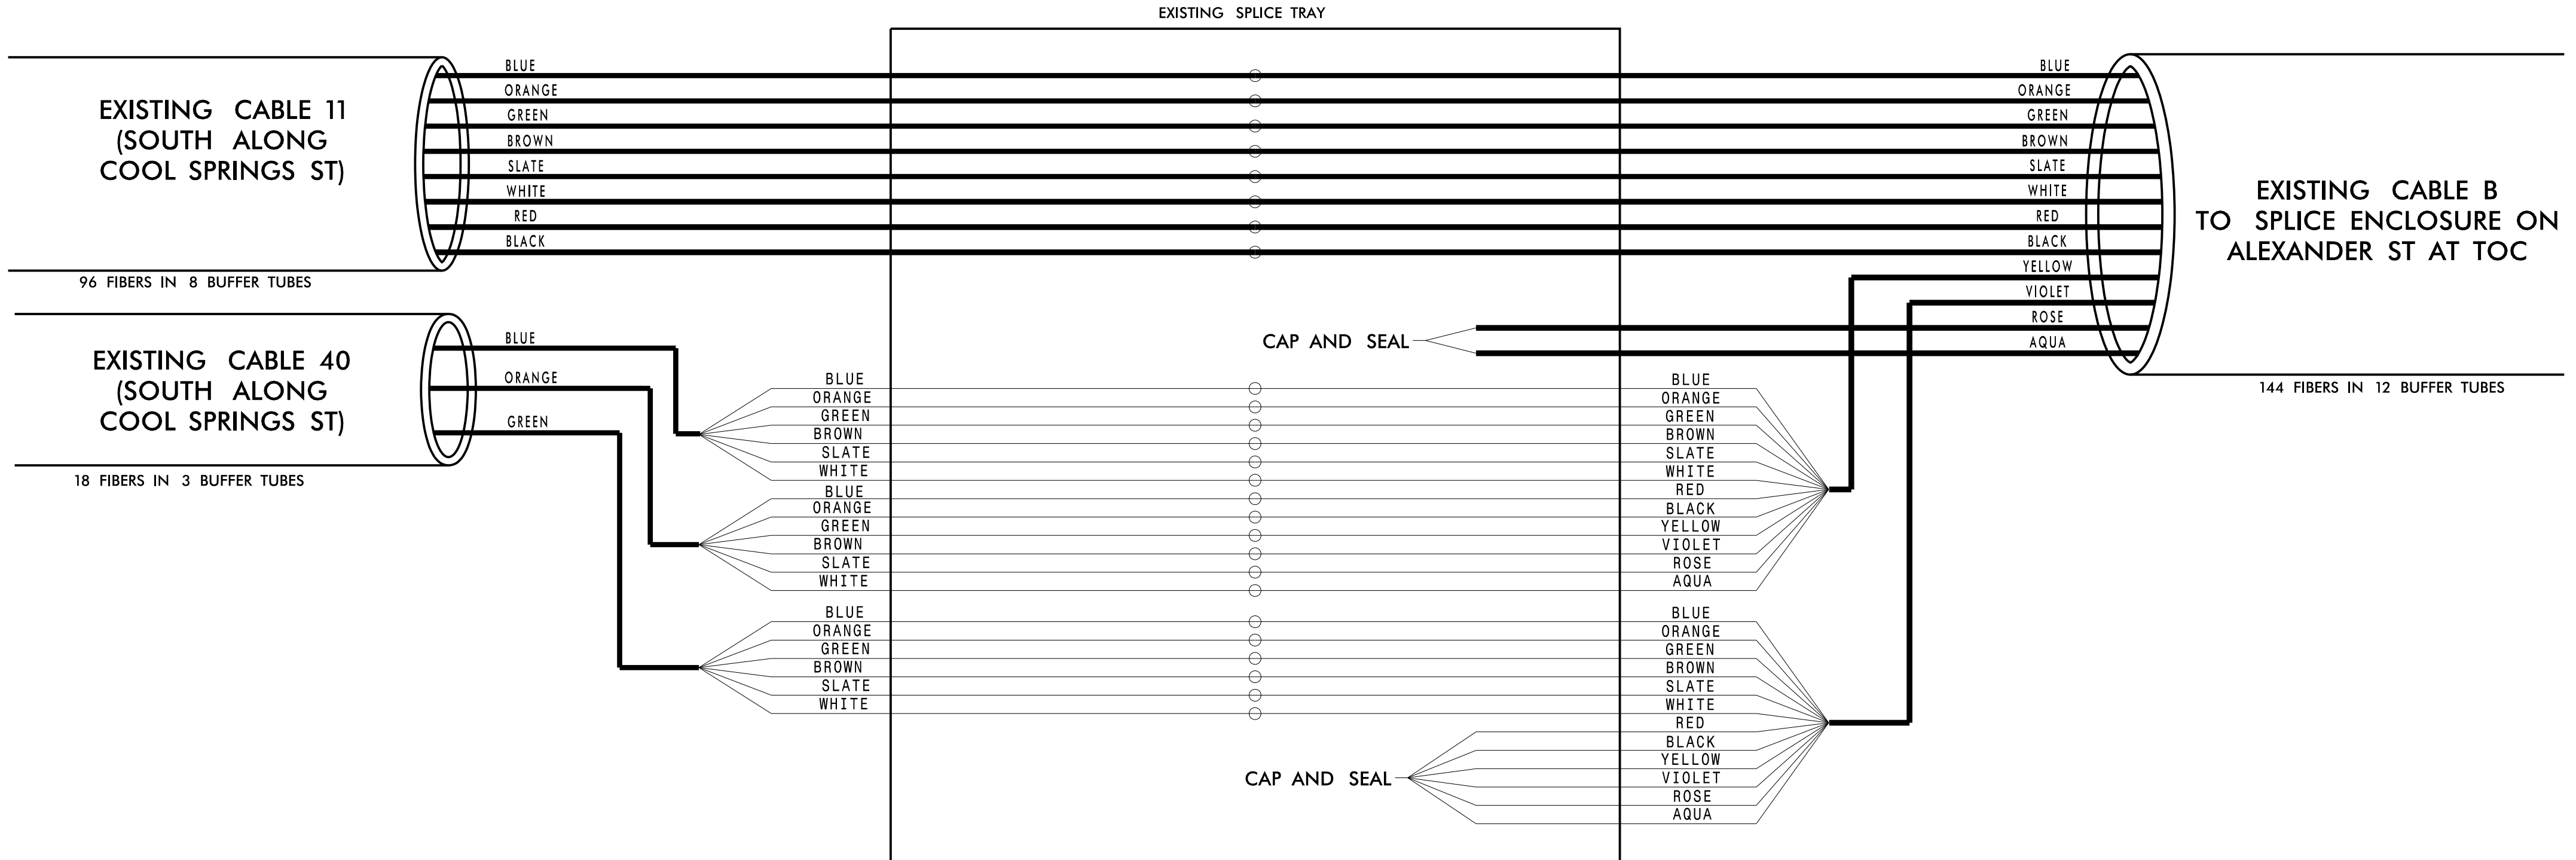 EXISTING SPLICE TRAY
EXISTING CABLE 11
(SOUTH ALONG
COOL SPRINGS ST)
96 FIBERS IN 8 BUFFER TUBES
BLUE
ORANGE
GREEN
BROWN
SLATE
WHITE
RED
BLACK
BLUE
ORANGE
GREEN
BROWN
SLATE
WHITE
RED
BLACK
YELLOW
VIOLET
ROSE
AQUA
EXISTING CABLE B
TO SPLICE ENCLOSURE ON
ALEXANDER ST AT TOC
144 FIBERS IN 12 BUFFER TUBES
EXISTING CABLE 40
(SOUTH ALONG
COOL SPRINGS ST)
18 FIBERS IN 3 BUFFER TUBES
BLUE
ORANGE
GREEN
CAP AND SEAL
BLUE
ORANGE
GREEN
BROWN
SLATE
WHITE
BLUE
ORANGE
GREEN
BROWN
SLATE
WHITE
BLUE
ORANGE
GREEN
BROWN
SLATE
WHITE
BLUE
ORANGE
GREEN
BROWN
SLATE
WHITE
RED
BLACK
YELLOW
VIOLET
ROSE
AQUA
BLUE
ORANGE
GREEN
BROWN
SLATE
WHITE
RED
BLACK
YELLOW
VIOLET
ROSE
AQUA
CAP AND SEAL